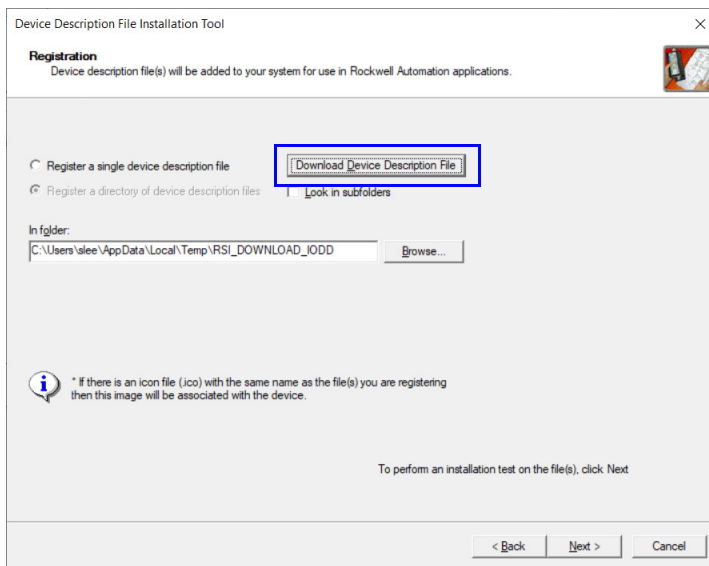 Device Description File Installation Tool
Registration
Device description file(s) will be added to your system for use in Rockwell Automation applications.
Register a single device description file
Download Device Description File
Register a directory of device description files
Look in subfolders
In folder:
C:\Users\slee\AppData\Local\Temp\RSI_DOWNLOAD_IODD
Browse...
* If there is an icon file (.ico) with the same name as the file(s) you are registering
then this image will be associated with the device.
To perform an installation test on the file(s), click Next
< Back
Next >
Cancel